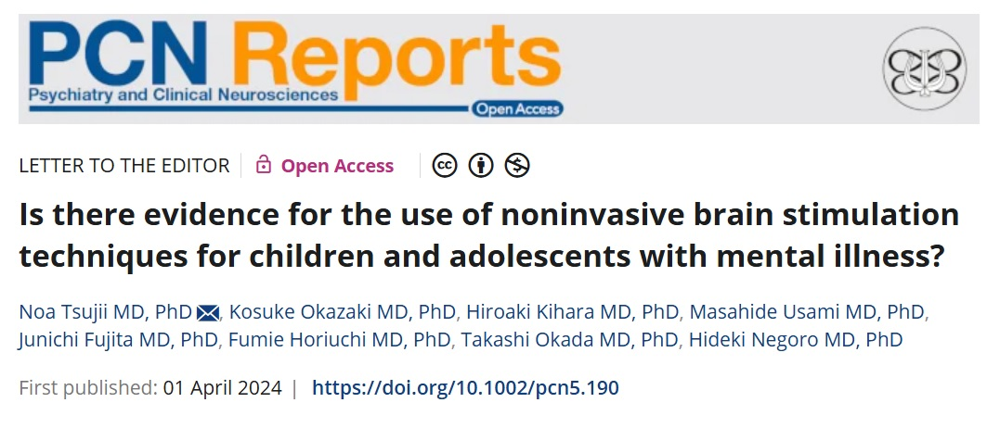 PCN Reports
Psychiatry and Clinical Neurosciences
Open Access
LETTER TO THE EDITOR Open Access cc
Is there evidence for the use of noninvasive brain stimulation
techniques for children and adolescents with mental illness?
Noa Tsujii MD, PhD, Kosuke Okazaki MD, PhD, Hiroaki Kihara MD, PhD, Masahide Usami MD, PhD,
Junichi Fujita MD, PhD, Fumie Horiuchi MD, PhD, Takashi Okada MD, PhD, Hideki Negoro MD, PhD
First published: 01 April 2024 | https://doi.org/10.1002/pcn5.190